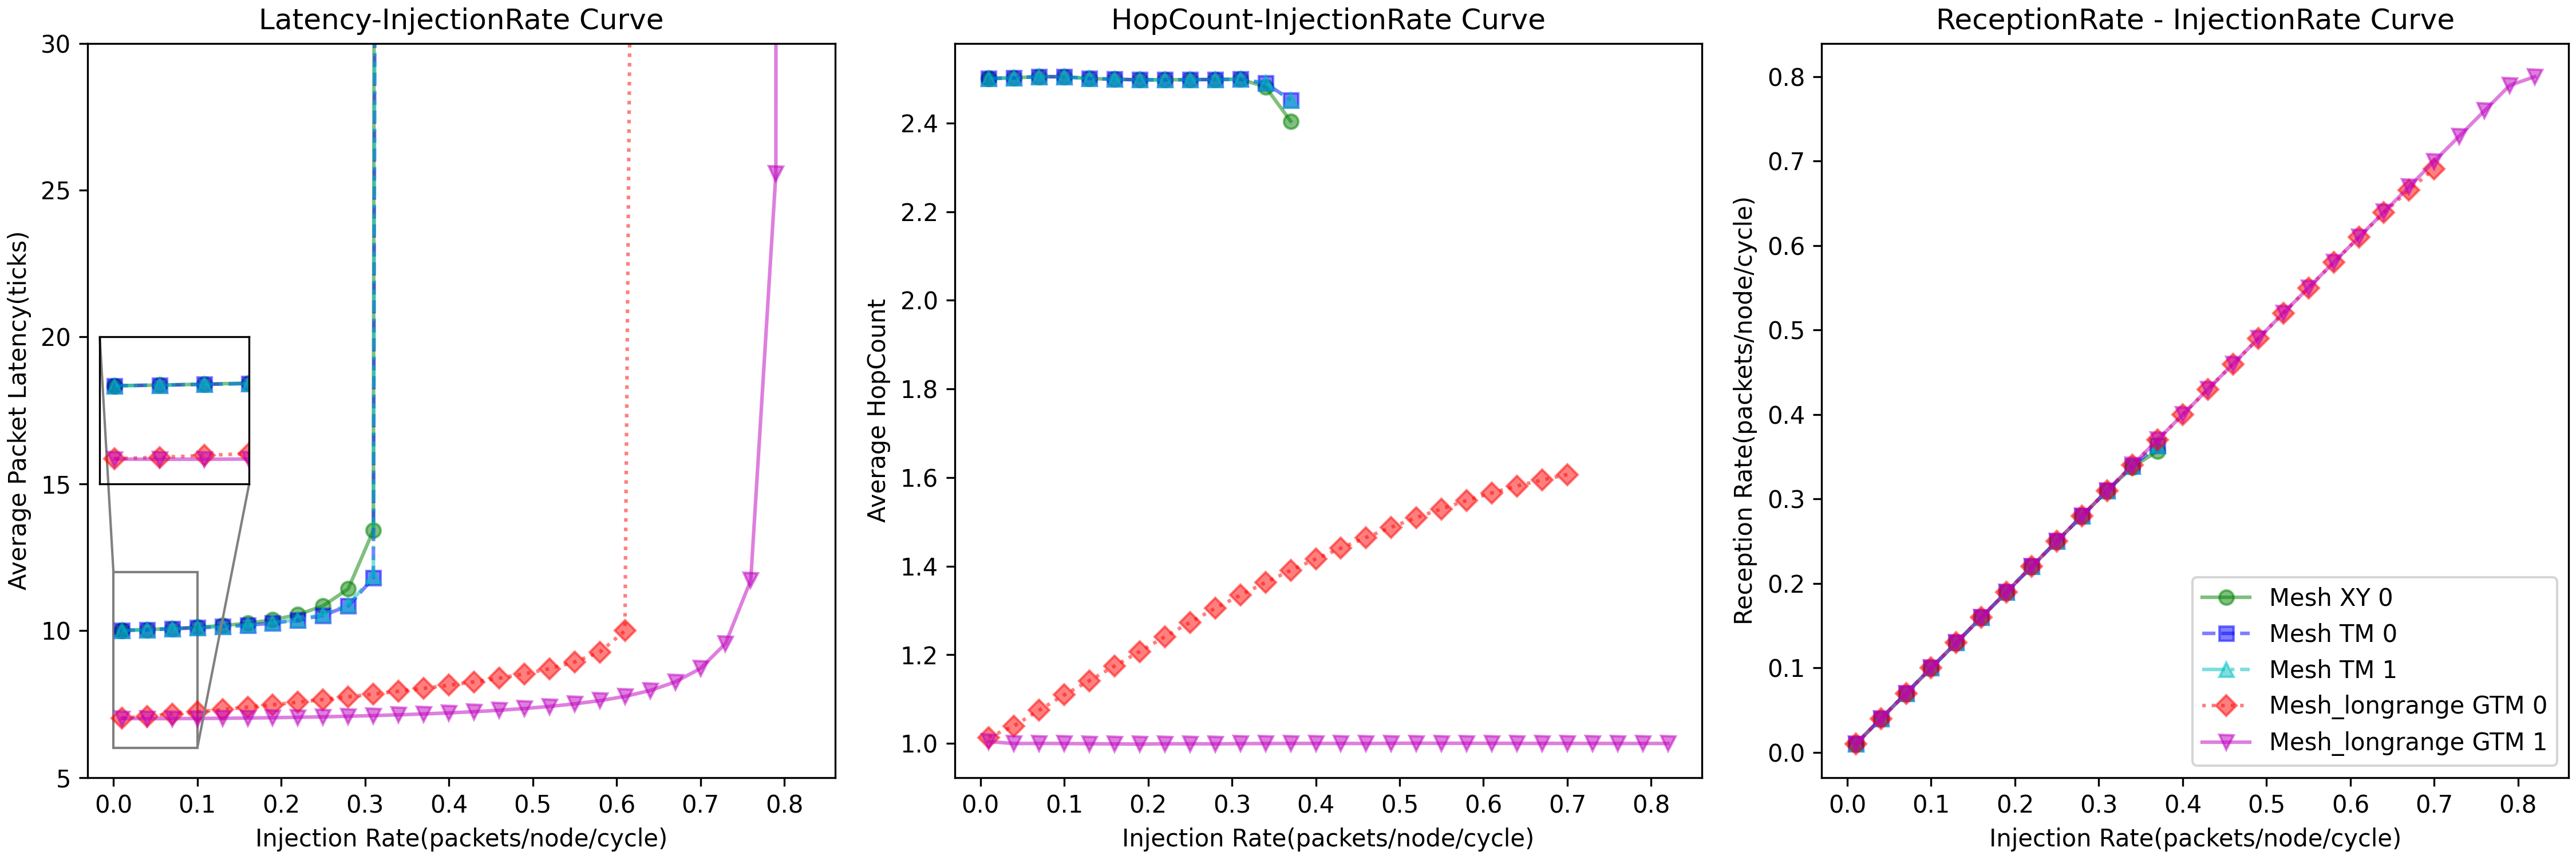 Latency-InjectionRate Curve
30
25
20
15
10
5
Average Packet Latency(ticks)
0.0 0.1 0.2 0.3 0.4 0.5 0.6 0.7 0.8
Injection Rate(packets/node/cycle)
HopCount-InjectionRate Curve
2.4
2.2
2.0
1.8
1.6
1.4
1.2
1.0
Average HopCount
0.0 0.1 0.2 0.3 0.4 0.5 0.6 0.7 0.8
Injection Rate(packets/node/cycle)
ReceptionRate - InjectionRate Curve
0.8
0.7
0.6
0.5
0.4
0.3
0.2
0.1
0.0
Reception Rate(packets/node/cycle)
Mesh XY 0
Mesh TM 0
Mesh TM 1
Mesh_longrange GTM 0
Mesh_longrange GTM 1
0.0 0.1 0.2 0.3 0.4 0.5 0.6 0.7 0.8
Injection Rate(packets/node/cycle)